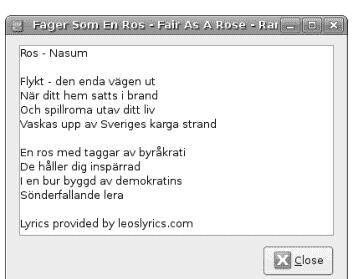 Fager Som En Ros - Fair As A Rose - Rar
Ros - Nasum
Flykt - den enda vägen ut
När ditt hem satts i brand
Och spillroma utav ditt liv
Vaskas upp av Sveriges karga strand
En ros med taggar av byråkrati
De håller dig inspärrad
I en bur byggd av demokratins
Sönderfallande lera
Lyrics provided by leoslyrics.com
Close